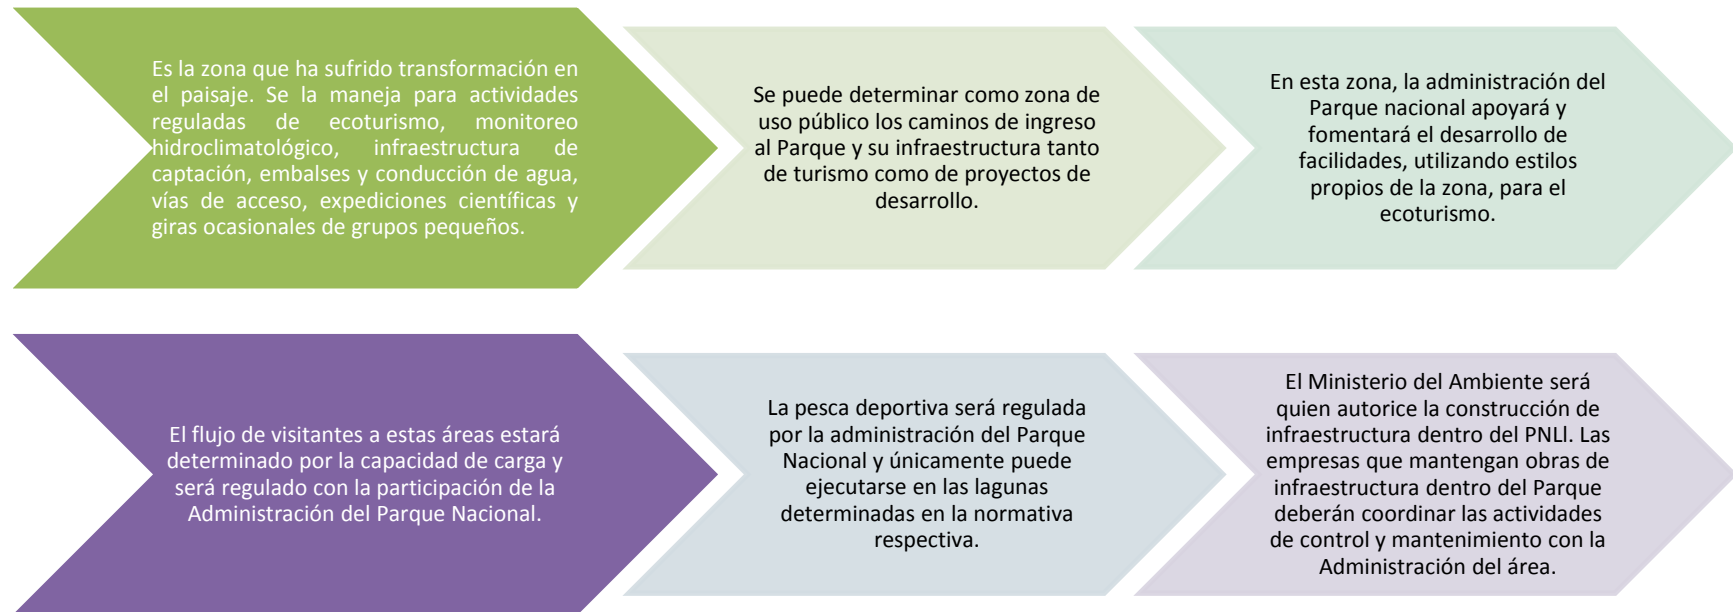 Es la zona que ha sufrido transformación en
el paisaje. Se la maneja para actividades
reguladas de ecoturismo, monitoreo
hidroclimatológico, infraestructura de
captación, embalses y conducción de agua,
vías de acceso, expediciones científicas y
giras ocasionales de grupos pequeños.
Se puede determinar como zona de
uso público los caminos de ingreso
al Parque y su infraestructura tanto
de turismo como de proyectos de
desarrollo.
En esta zona, la administración del
Parque nacional apoyará y
fomentará el desarrollo de
facilidades, utilizando estilos
propios de la zona, para el
ecoturismo.
El flujo de visitantes a estas áreas estará
determinado por la capacidad de carga y
será regulado con la participación de la
Administración del Parque Nacional.
La pesca deportiva será regulada
por la administración del Parque
Nacional y únicamente puede
ejecutarse en las lagunas
determinadas en la normativa
respectiva.
El Ministerio del Ambiente será
quien autorice la construcción de
infraestructura dentro del PNLl. Las
empresas que mantengan obras de
infraestructura dentro del Parque
deberán coordinar las actividades
de control y mantenimiento con la
Administración del área.